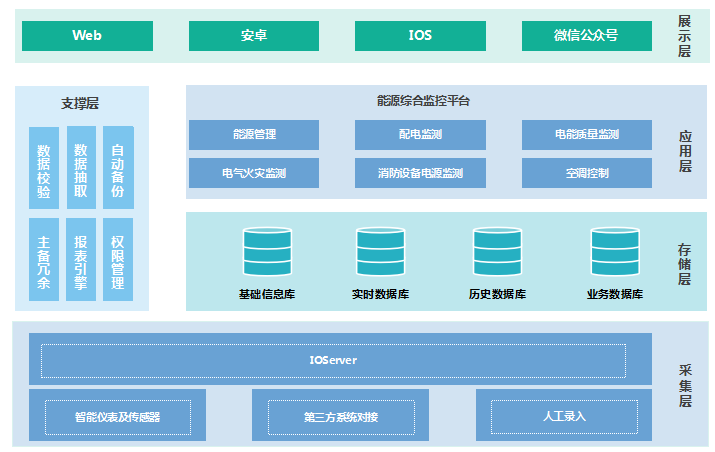 Web
安卓
IOS
微信公众号
展示层
支撑层
数据校验
数据抽取
自动备份
主备冗余
报表引擎
权限管理
能源综合监控平台
能源管理
配电监测
电能质量监测
电气火灾监测
消防设备电源监测
空调控制
应用层
基础信息库
实时数据库
历史数据库
业务数据库
存储层
IOServer
智能仪表及传感器
第三方系统对接
人工录入
采集层